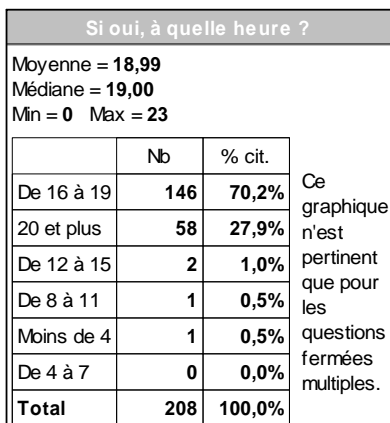 Si oui, à quelle heure ?
Moyenne = 18,99
Médiane = 19,00
Min = 0 Max = 23
Nb % cit.
De 16 à 19 146 70,2%
20 et plus 58 27,9%
De 12 à 15 2 1,0%
De 8 à 11 1 0,5%
Moins de 4 1 0,5%
De 4 à 7 0 0,0%
Total 208 100,0%
Ce
graphique
n'est
pertinent
que pour
les
questions
fermées
multiples.